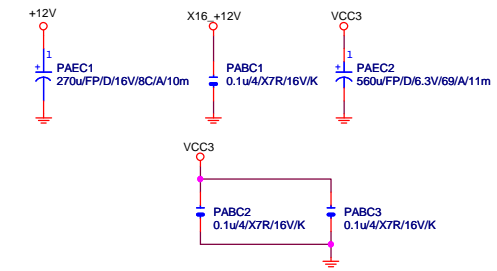 +12V
X16_+12V
VCC3
1
+
PAEC1
270u/FP/D/16V/8C/A/10m
PABC1
0.1u/4/X7R/16V/K
1
+
PAEC2
560u/FP/D/6.3V/69/A/11m
VCC3
PABC2
0.1u/4/X7R/16V/K
PABC3
0.1u/4/X7R/16V/K